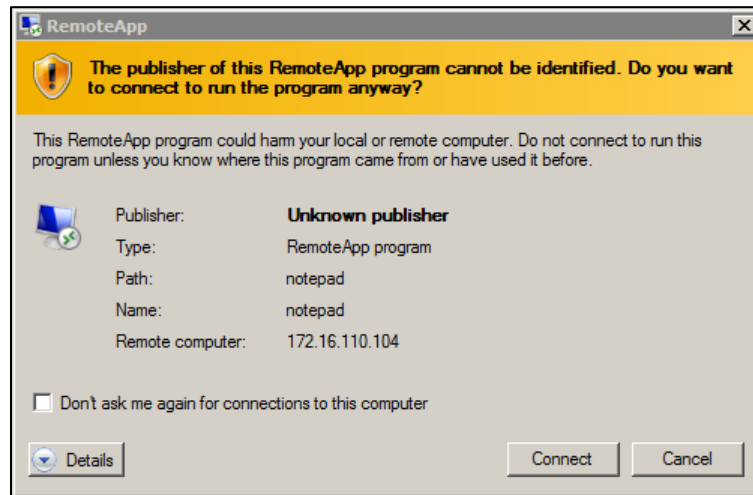 RemoteApp
The publisher of this RemoteApp program cannot be identified. Do you want
to connect to run the program anyway?
This RemoteApp program could harm your local or remote computer. Do not connect to run this
program unless you know where this program came from or have used it before.
Publisher: Unknown publisher
Type: RemoteApp program
Path: notepad
Name: notepad
Remote computer: 172.16.110.104
Don't ask me again for connections to this computer
Details Connect Cancel